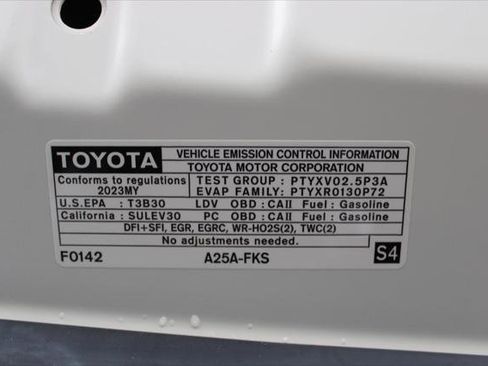 TOYOTA
VEHICLE EMISSION CONTROL INFORMATION
TOYOTA MOTOR CORPORATION
Conforms to regulations
2023MY
TEST GROUP : PTYXV02.5P3A
EVAP FAMILY: PTYXR0130P72
U.S.EPA : T3B30 LDV OBD : CAII Fuel : Gasoline
California : SULEV30 PC OBD : CAII Fuel : Gasoline
DFI+SFI, EGR, EGRC, WR-HO2S(2), TWC(2)
No adjustments needed.
F0142 A25A-FKS S4